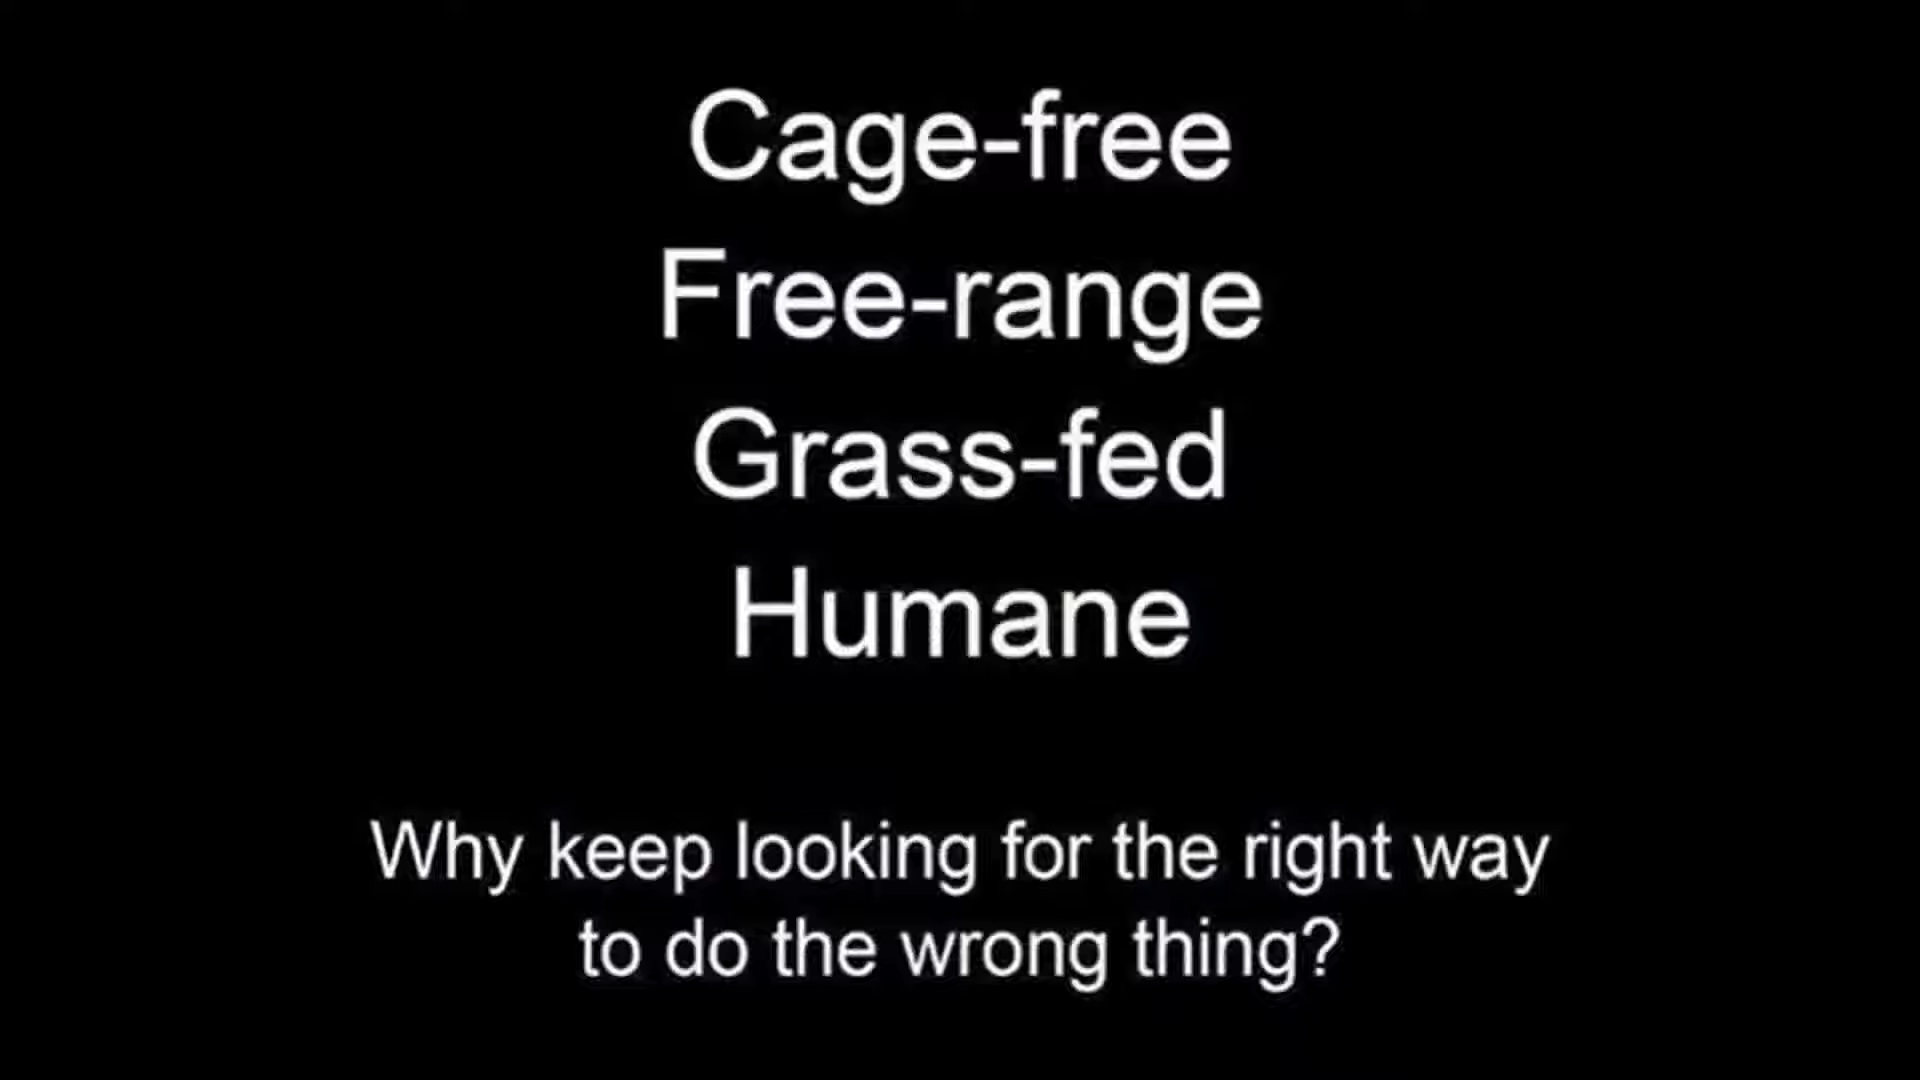 Cage-free
Free-range
Grass-fed
Humane
Why keep looking for the right way
to do the wrong thing?